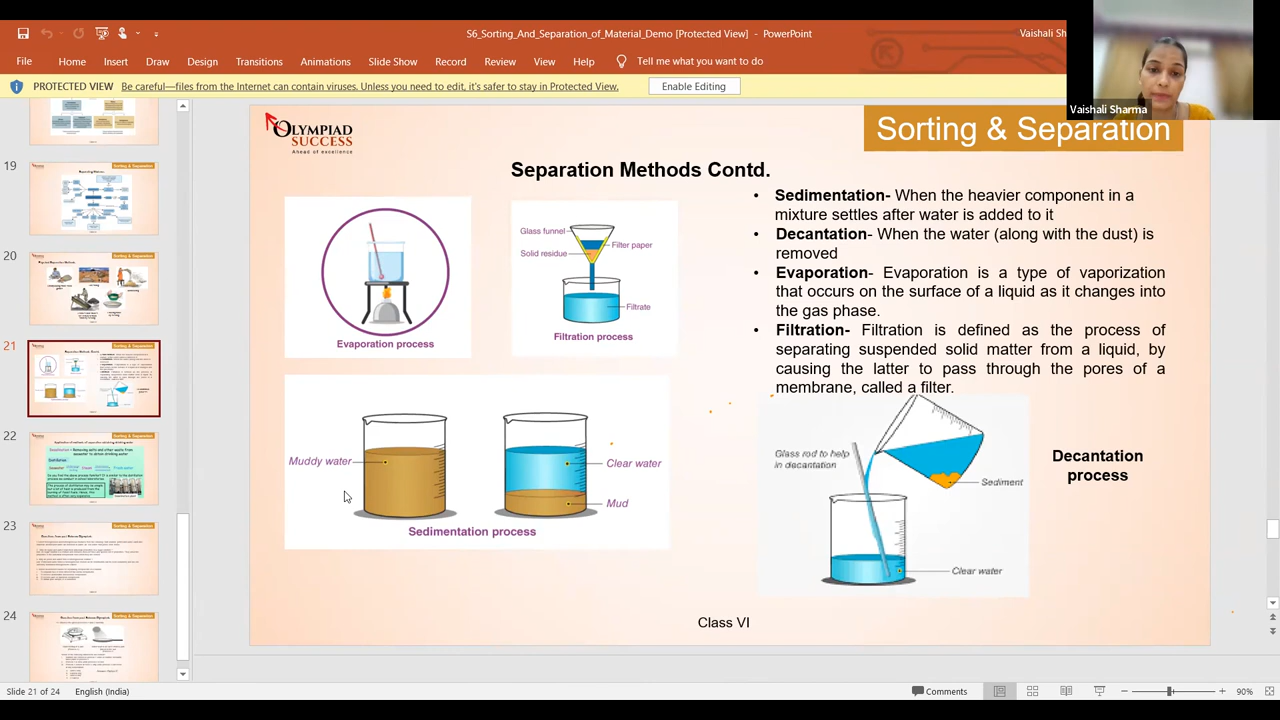 S6_Sorting_And_Separation_of_Material_Demo [Protected View] - PowerPoint
Vaishali Sh
File Home Insert Draw Design Transitions Animations Slide Show Record Review View Help Tell me what you want to do
PROTECTED VIEW Be careful—files from the Internet can contain viruses. Unless you need to edit, it's safer to stay in Protected View. Enable Editing
Vaishali Sharma
19
20
21
22
23
24
Sorting & Separation
OLYMPIAD
SUCCESS
Ahead of excellence
Sorting & Separation
Separation Methods Contd.
• Sedimentation- When the heavier component in a
mixture settles after water is added to it
• Decantation- When the water (along with the dust) is
removed
• Evaporation- Evaporation is a type of vaporization
that occurs on the surface of a liquid as it changes into
the gas phase.
• Filtration- Filtration is defined as the process of
separating suspended solid matter from a liquid, by
causing the latter to pass through the pores of a
membrane, called a filter.
Evaporation process
Glass funnel
Filter paper
Solid residue
Filtrate
Filtration process
Muddy water
Clear water
Mud
Sedimentation process
Glass rod to help
in decantation
Sediment
Clear water
Decantation
process
Class VI
Slide 21 of 24 English (India) Comments 90%